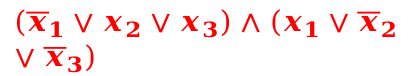 (x̅₁ ∨ x₂ ∨ x₃) ∧ (x₁ ∨ x̅₂
∨ x̅₃)